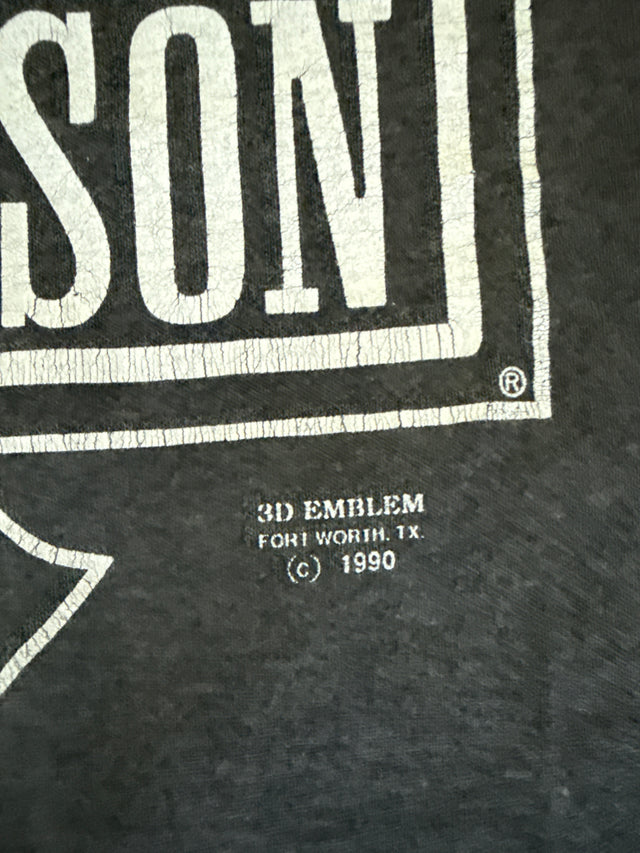 SON
®
3D EMBLEM
FORT WORTH, TX.
(c) 1990